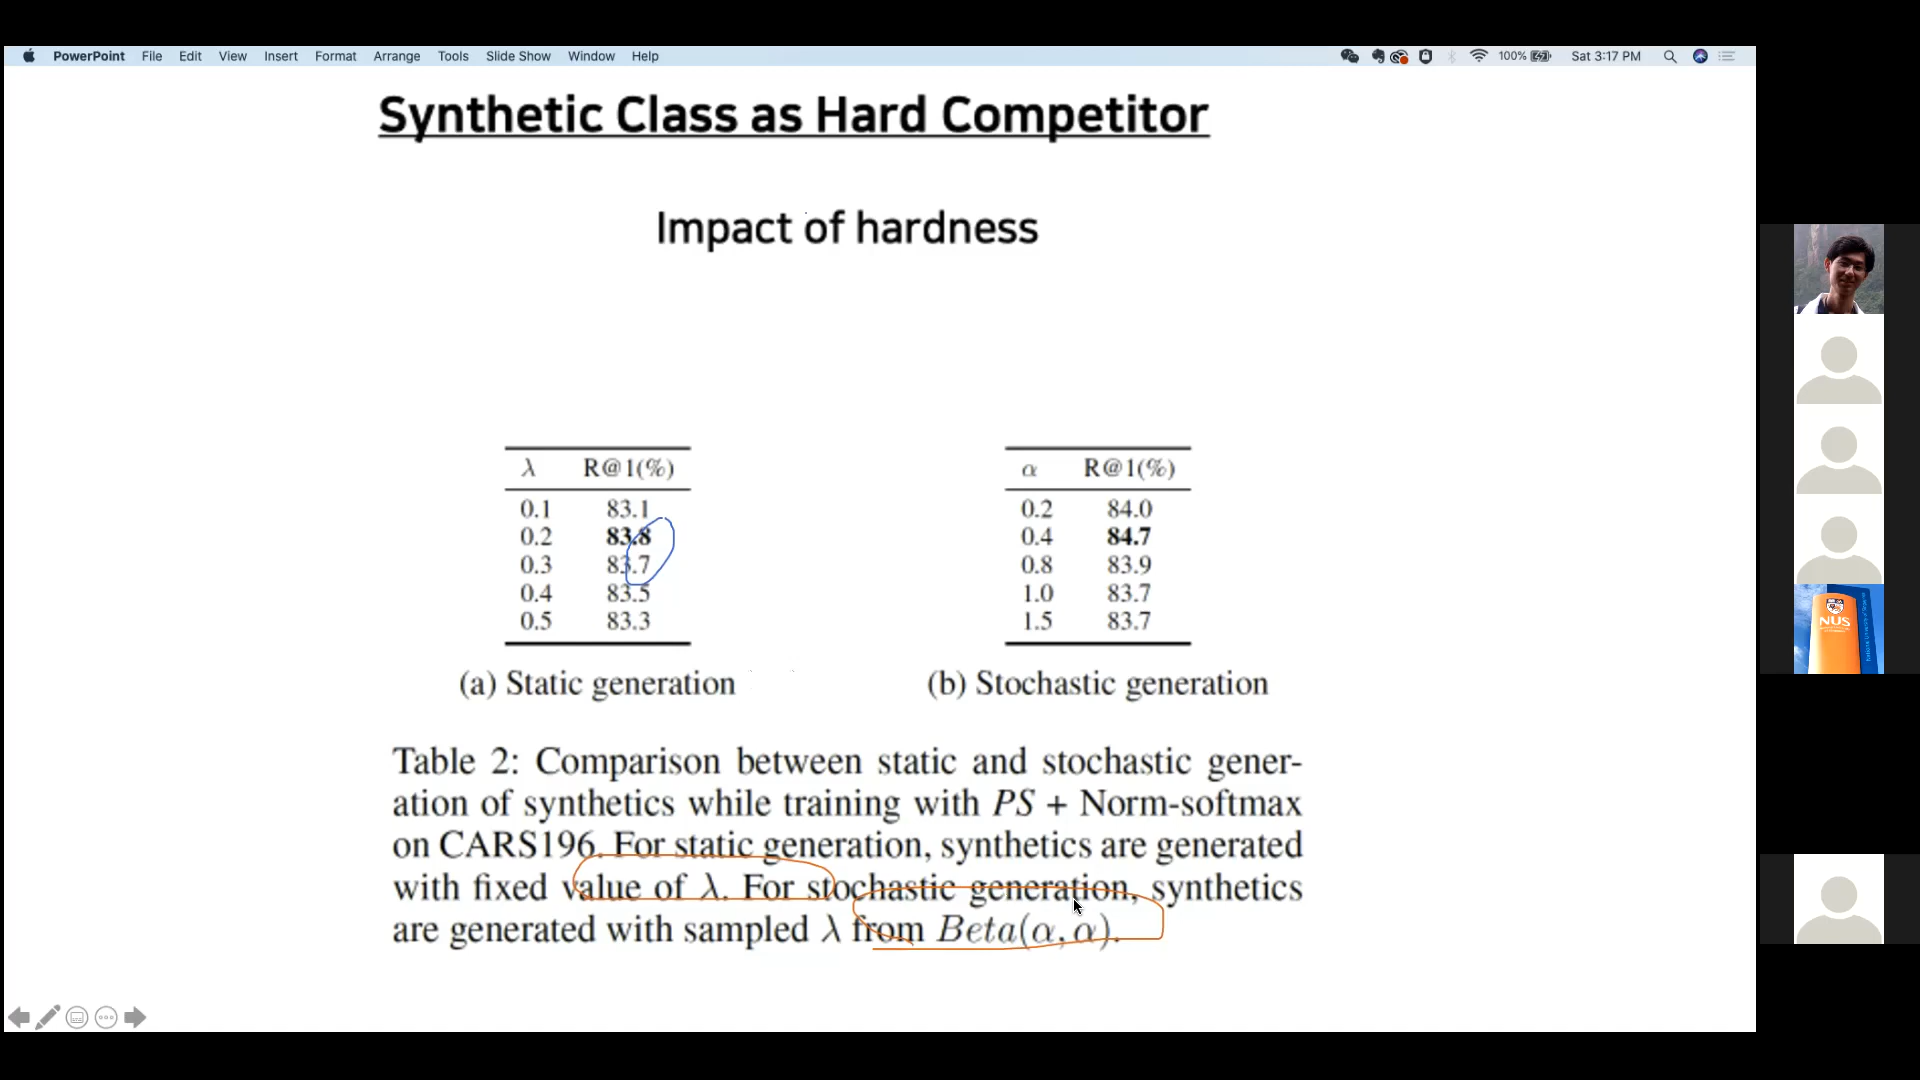 PowerPoint File Edit View Insert Format Arrange Tools Slide Show Window Help 100% Sat 3:17 PM
Synthetic Class as Hard Competitor
Impact of hardness
λ R@1(%)
0.1 83.1
0.2 83.8
0.3 83.7
0.4 83.5
0.5 83.3
(a) Static generation
α R@1(%)
0.2 84.0
0.4 84.7
0.8 83.9
1.0 83.7
1.5 83.7
(b) Stochastic generation
Table 2: Comparison between static and stochastic gener-
ation of synthetics while training with PS + Norm-softmax
on CARS196. For static generation, synthetics are generated
with fixed value of λ. For stochastic generation, synthetics
are generated with sampled λ from Beta(α, α).
NUS